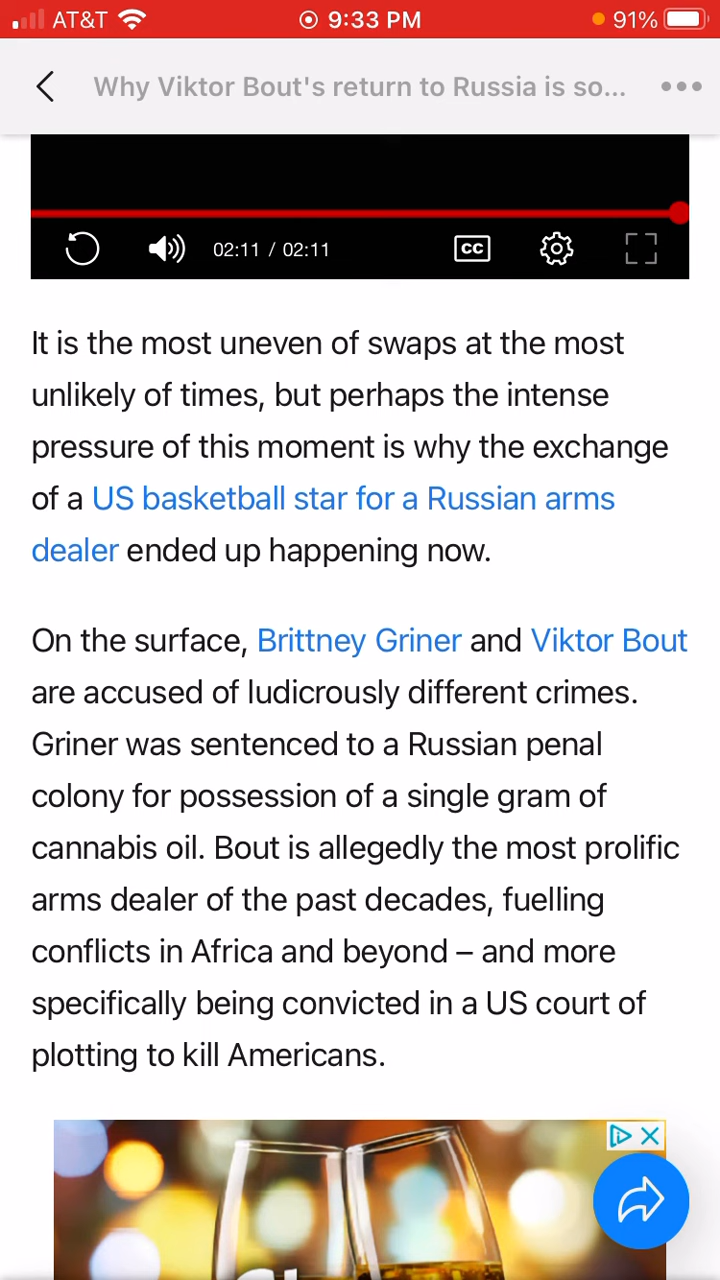 AT&T 9:33 PM 91%
Why Viktor Bout's return to Russia is so...
02:11 / 02:11 CC
It is the most uneven of swaps at the most
unlikely of times, but perhaps the intense
pressure of this moment is why the exchange
of a US basketball star for a Russian arms
dealer ended up happening now.
On the surface, Brittney Griner and Viktor Bout
are accused of ludicrously different crimes.
Griner was sentenced to a Russian penal
colony for possession of a single gram of
cannabis oil. Bout is allegedly the most prolific
arms dealer of the past decades, fuelling
conflicts in Africa and beyond – and more
specifically being convicted in a US court of
plotting to kill Americans.